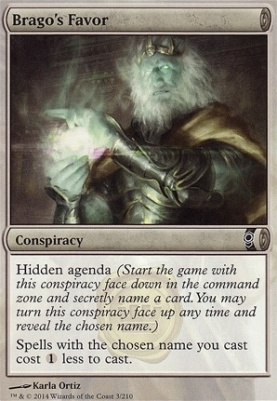 Brago's Favor
Conspiracy
Hidden agenda (Start the game with
this conspiracy face down in the command
zone and secretly name a card. You may
turn this conspiracy face up any time and
reveal the chosen name.)
Spells with the chosen name you cast
cost 1 less to cast.
Karla Ortiz
™ & © 2014 Wizards of the Coast 3/210